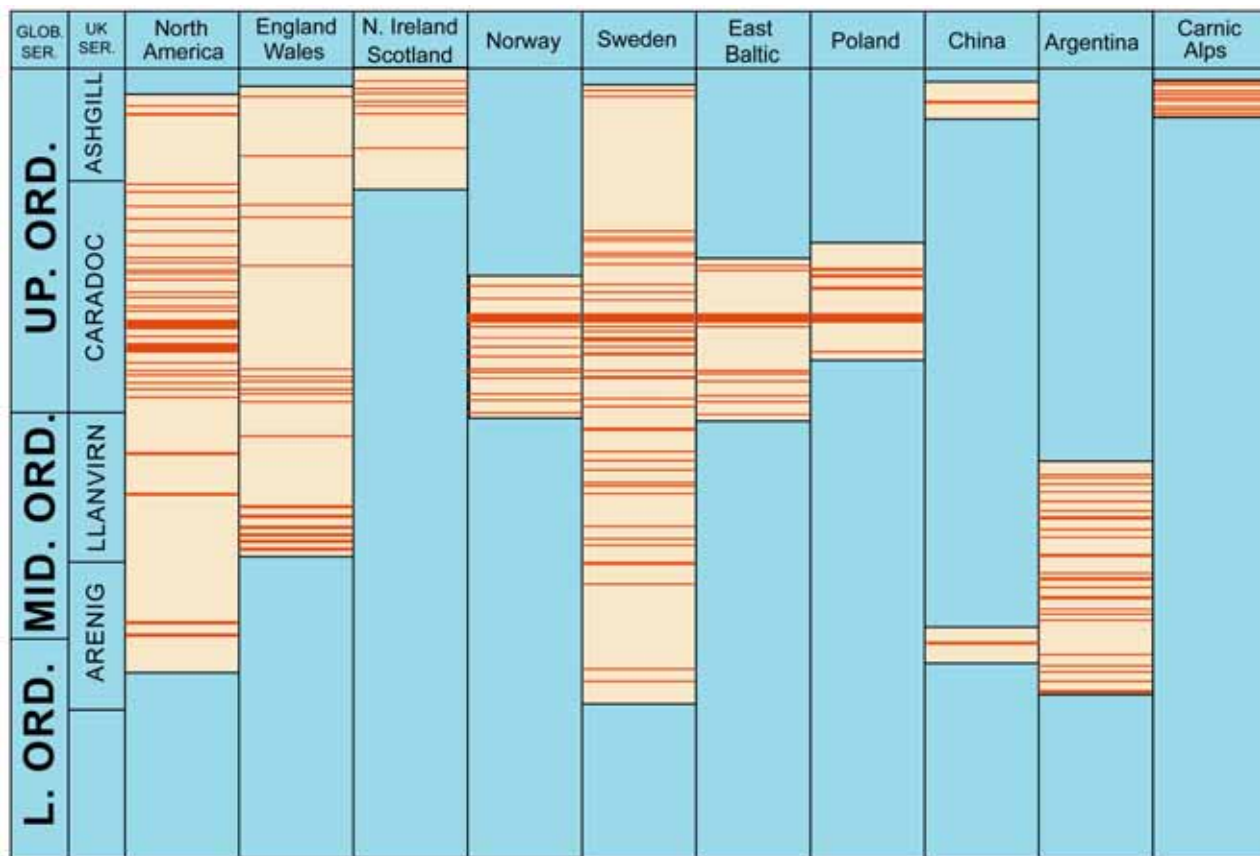 GLOB.
SER.
UK
SER.
North
America
England
Wales
N. Ireland
Scotland
Norway
Sweden
East
Baltic
Poland
China
Argentina
Carnic
Alps
UP. ORD.
MID. ORD.
L. ORD.
ASHGILL
CARADOC
LLANVIRN
ARENIG